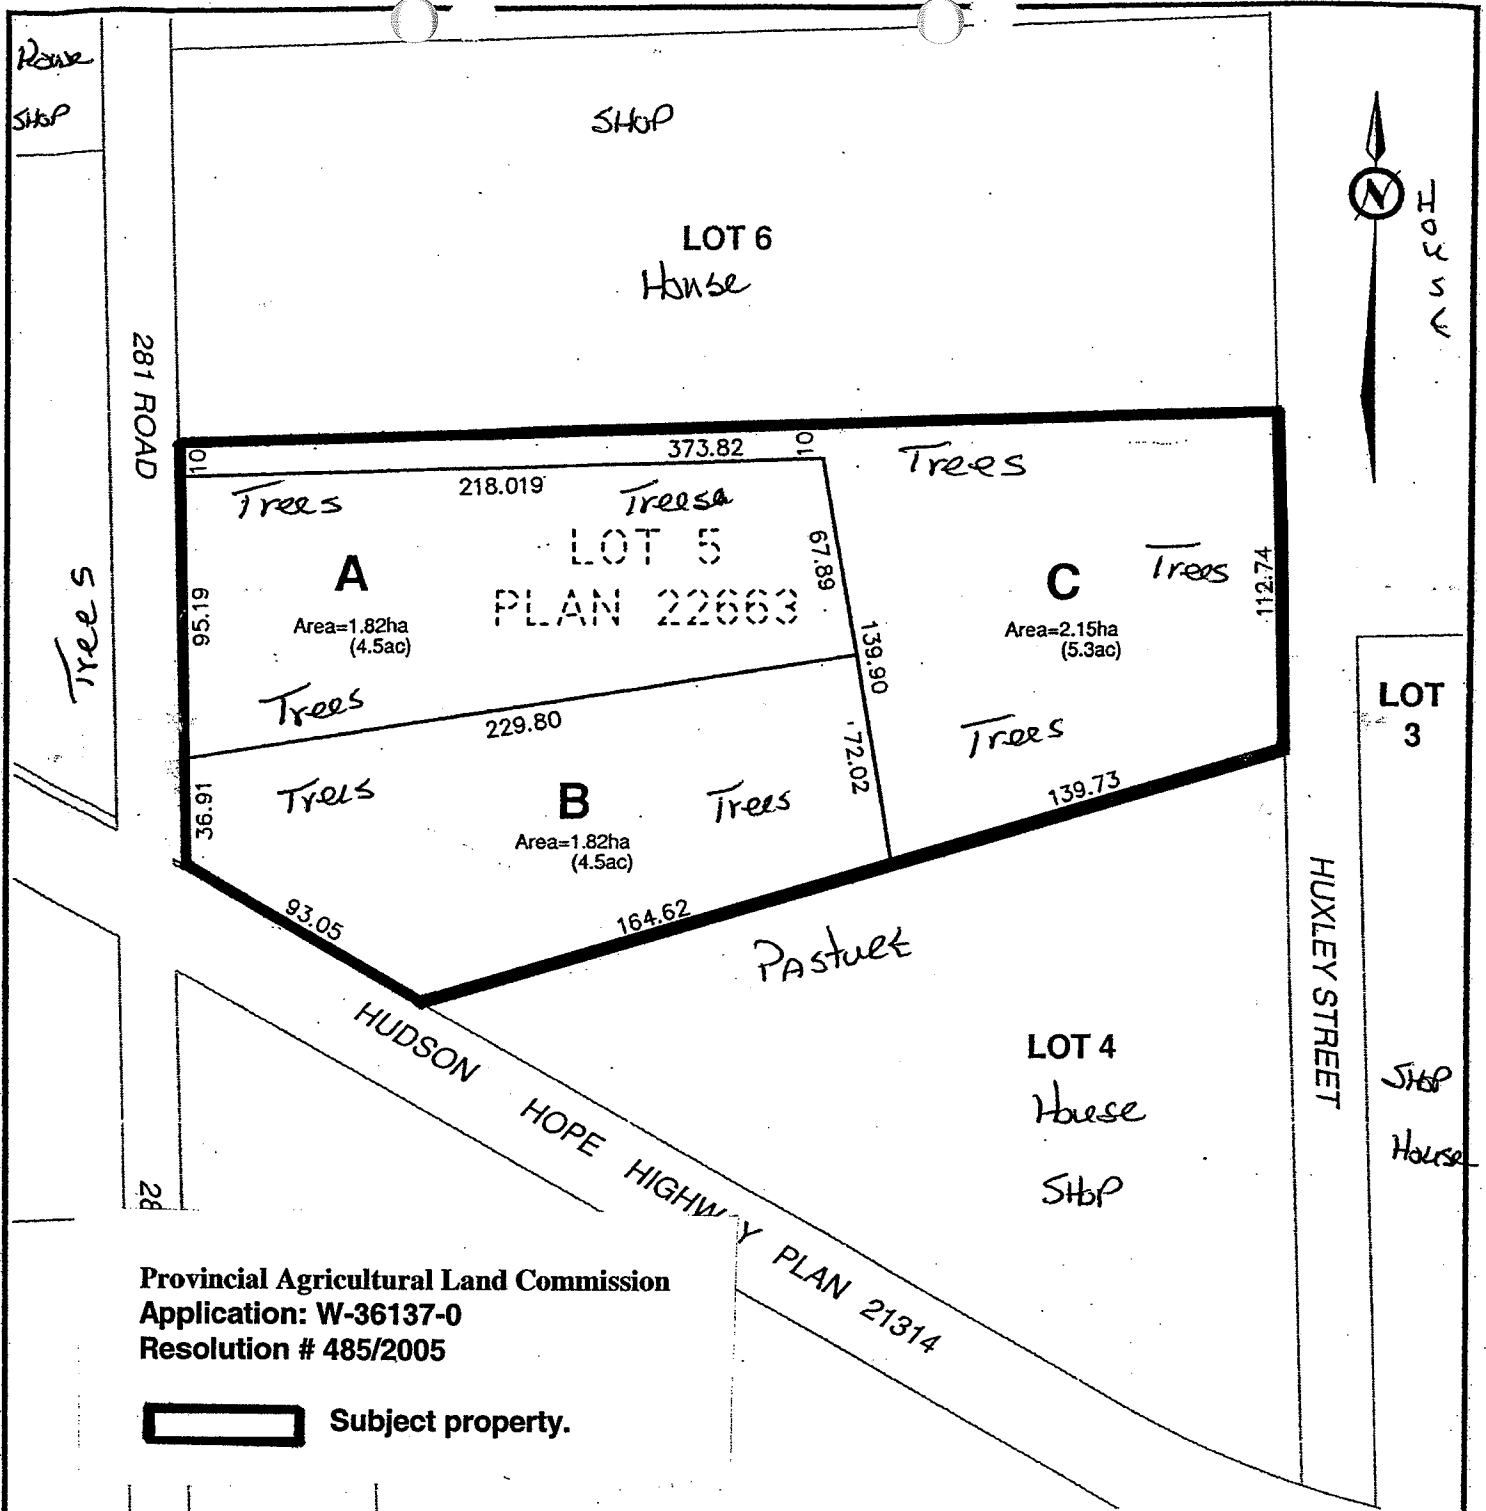 House
SHOP
SHOP
LOT 6
House
N
House
281 ROAD
10
373.82
10
Trees
218.019
Trees
Trees
LOT 5
PLAN 22663
A
Area=1.82ha
(4.5ac)
95.19
67.89
C
Area=2.15ha
(5.3ac)
Trees
112.74
Trees
139.90
Trees
229.80
Trees
LOT
3
72.02
36.91
Trees
B
Area=1.82ha
(4.5ac)
Trees
139.73
93.05
164.62
PAsturE
HUXLEY STREET
HUDSON HOPE HIGHWAY PLAN 21314
LOT 4
House
SHOP
SHOP
House
28
Provincial Agricultural Land Commission
Application: W-36137-0
Resolution # 485/2005
Subject property.